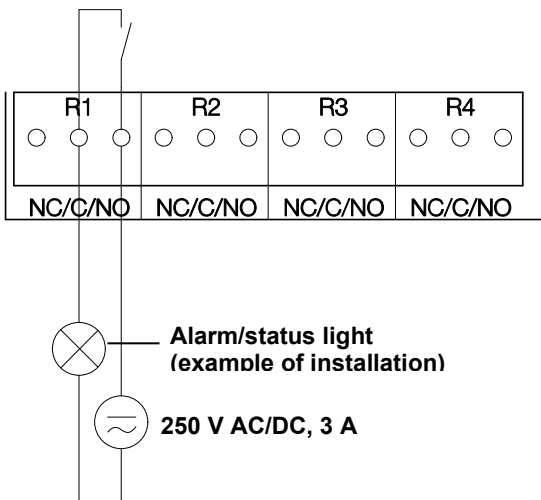 R1 R2 R3 R4
NC/C/NO NC/C/NO NC/C/NO NC/C/NO
Alarm/status light
(example of installation)
250 V AC/DC, 3 A